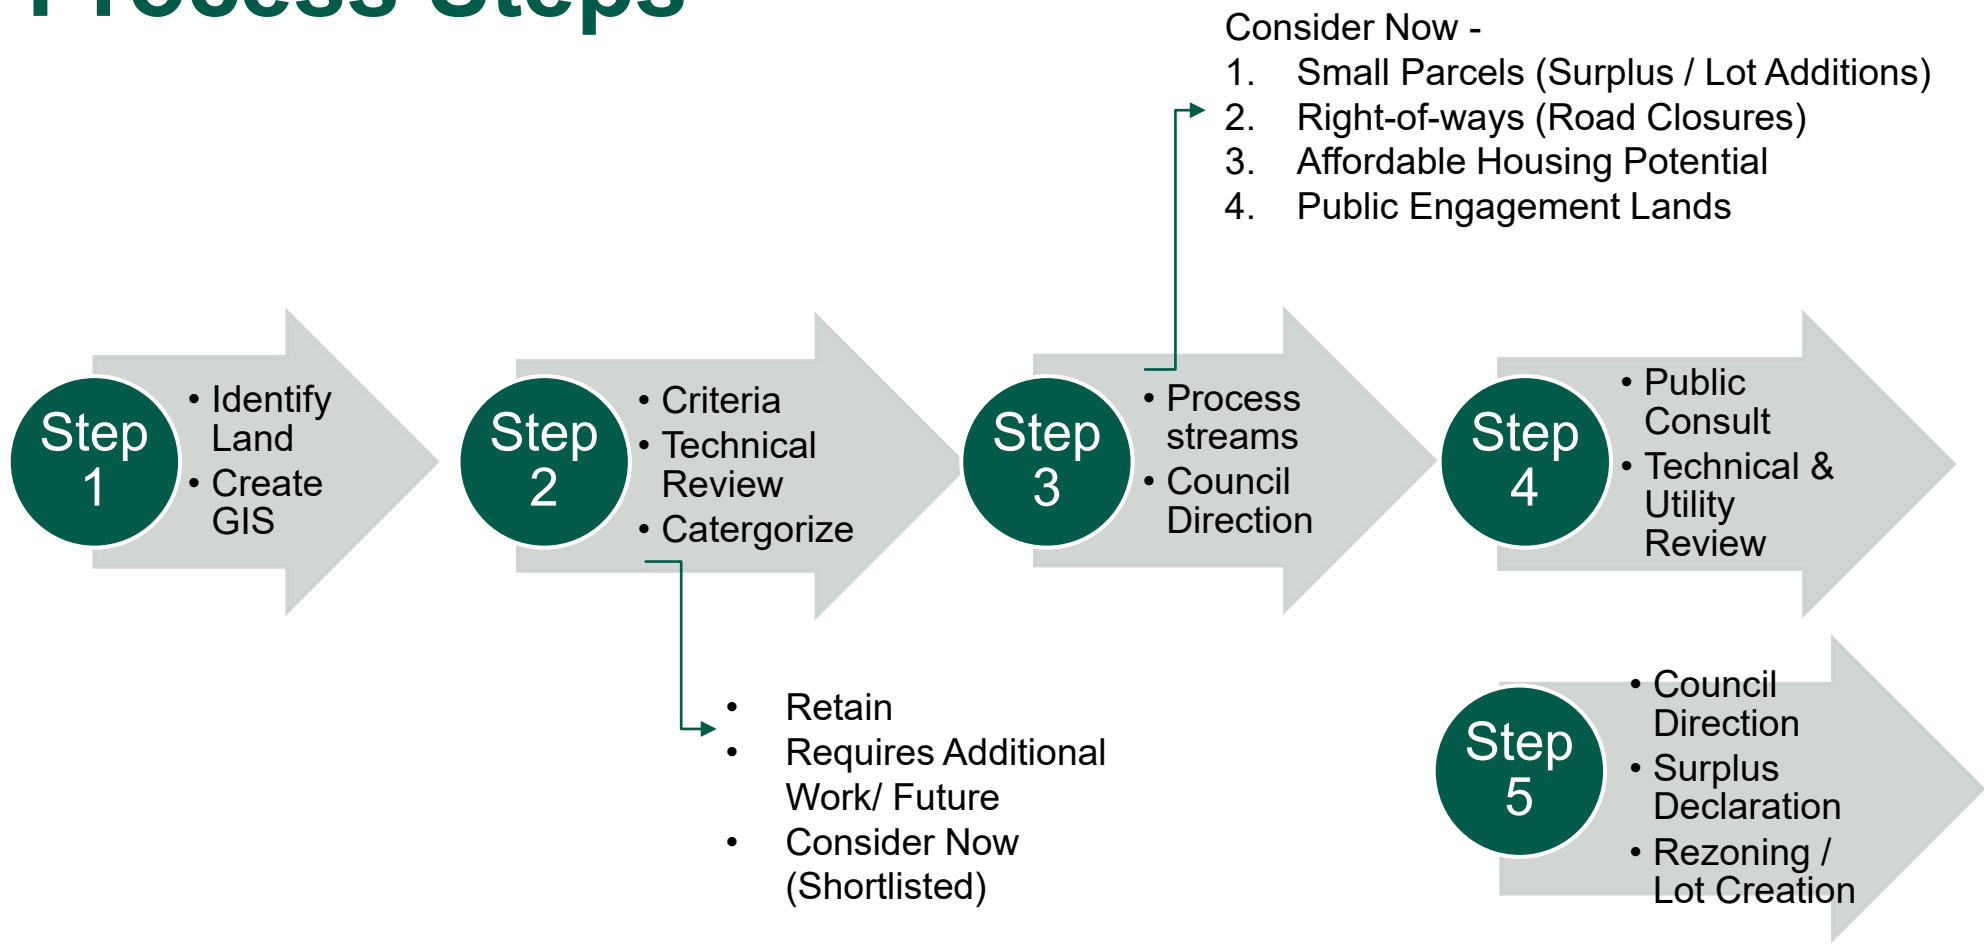 Process Steps
Consider Now -
1. Small Parcels (Surplus / Lot Additions)
2. Right-of-ways (Road Closures)
3. Affordable Housing Potential
4. Public Engagement Lands
Step
1
• Identify
Land
• Create
GIS
Step
2
• Criteria
• Technical
Review
• Catergorize
• Retain
• Requires Additional
Work/ Future
• Consider Now
(Shortlisted)
Step
3
• Process
streams
• Council
Direction
Step
4
• Public
Consult
• Technical &
Utility
Review
Step
5
• Council
Direction
• Surplus
Declaration
• Rezoning /
Lot Creation